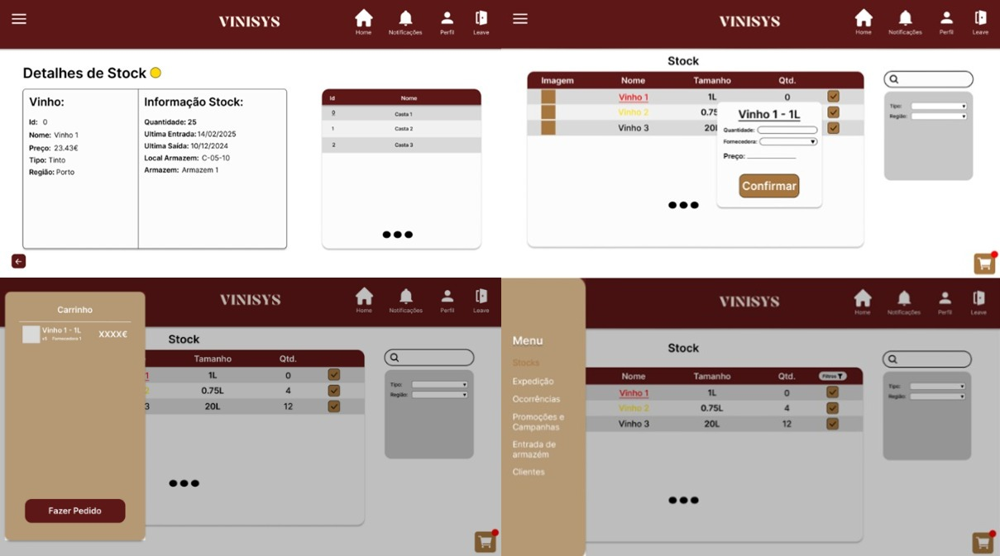 VINISYS
Home Notificações Perfil Leave
Detalhes de Stock
Vinho:
Id: 0
Nome: Vinho 1
Preço: 23.43€
Tipo: Tinto
Região: Porto
Informação Stock:
Quantidade: 25
Ultima Entrada: 14/02/2025
Ultima Saída: 10/12/2024
Local Armazem: C-05-10
Armazem: Armazem 1
Id Nome
0 Casta 1
1 Casta 2
2 Casta 3
VINISYS
Home Notificações Perfil Leave
Stock
Imagem Nome Tamanho Qtd.
Vinho 1 1L 0
Vinho 2 0.75
Vinho 3 20
Vinho 1 - 1L
Quantidade:
Fornecedora:
Preço:
Confirmar
Tipo:
Região:
VINISYS
Home Notificações Perfil Leave
Carrinho
Vinho 1 - 1L XXXX€
x5 Fornecedora 1
Fazer Pedido
Stock
Tamanho Qtd.
1 1L 0
2 0.75L 4
3 20L 12
Tipo:
Região:
VINISYS
Home Notificações Perfil Leave
Menu
Stocks
Expedição
Ocorrências
Promoções e
Campanhas
Entrada de
armazém
Clientes
Stock
Nome Tamanho Qtd. Filtros
Vinho 1 1L 0
Vinho 2 0.75L 4
Vinho 3 20L 12
Tipo:
Região: